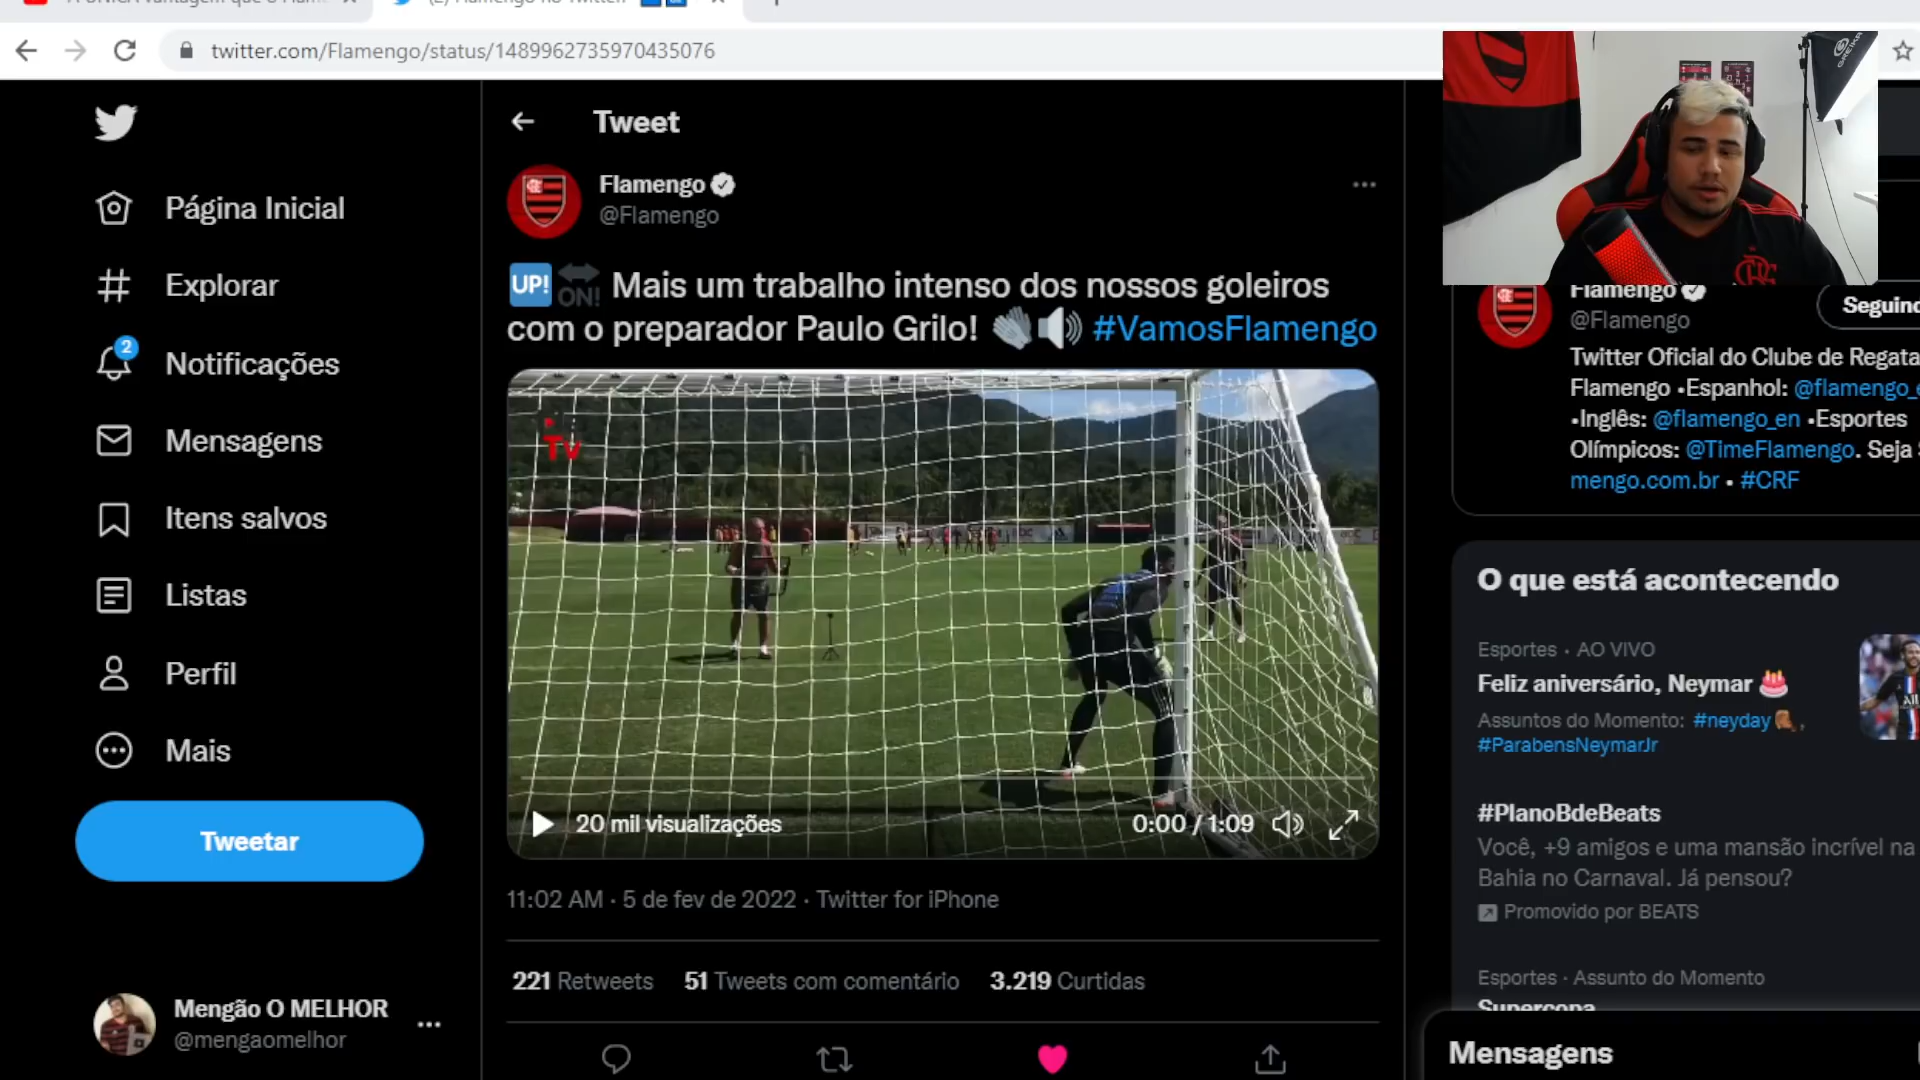 twitter.com/Flamengo/status/1489962735970435076
Tweet
Página Inicial
Explorar
2
Notificações
Mensagens
Itens salvos
Listas
Perfil
Mais
Tweetar
Mengão O MELHOR
@mengaomelhor
Flamengo
@Flamengo
UP! ON! Mais um trabalho intenso dos nossos goleiros
com o preparador Paulo Grilo! #VamosFlamengo
TV
20 mil visualizações
0:00 / 1:09
11:02 AM · 5 de fev de 2022 · Twitter for iPhone
221 Retweets 51 Tweets com comentário 3.219 Curtidas
GREIKA
Flamengo
@Flamengo
Seguind
Twitter Oficial do Clube de Regata
Flamengo •Espanhol: @flamengo_e
•Inglês: @flamengo_en •Esportes
Olímpicos: @TimeFlamengo. Seja
mengo.com.br • #CRF
O que está acontecendo
Esportes · AO VIVO
Feliz aniversário, Neymar
Assuntos do Momento: #neyday ,
#ParabensNeymarJr
#PlanoBdeBeats
Você, +9 amigos e uma mansão incrível na
Bahia no Carnaval. Já pensou?
Promovido por BEATS
Esportes · Assunto do Momento
Supercopa
Mensagens